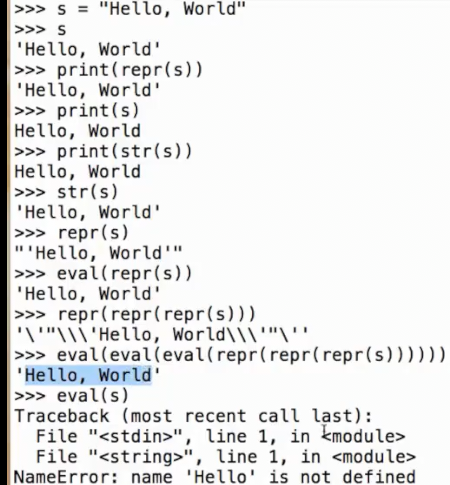 >>> s = "Hello, World"
>>> s
'Hello, World'
>>> print(repr(s))
'Hello, World'
>>> print(s)
Hello, World
>>> print(str(s))
Hello, World
>>> str(s)
'Hello, World'
>>> repr(s)
"'Hello, World'"
>>> eval(repr(s))
'Hello, World'
>>> repr(repr(repr(s)))
'\'"\\\'Hello, World\\\'"\''
>>> eval(eval(eval(repr(repr(repr(s))))))
'Hello, World'
>>> eval(s)
Traceback (most recent call last):
  File "<stdin>", line 1, in <module>
  File "<string>", line 1, in <module>
NameError: name 'Hello' is not defined